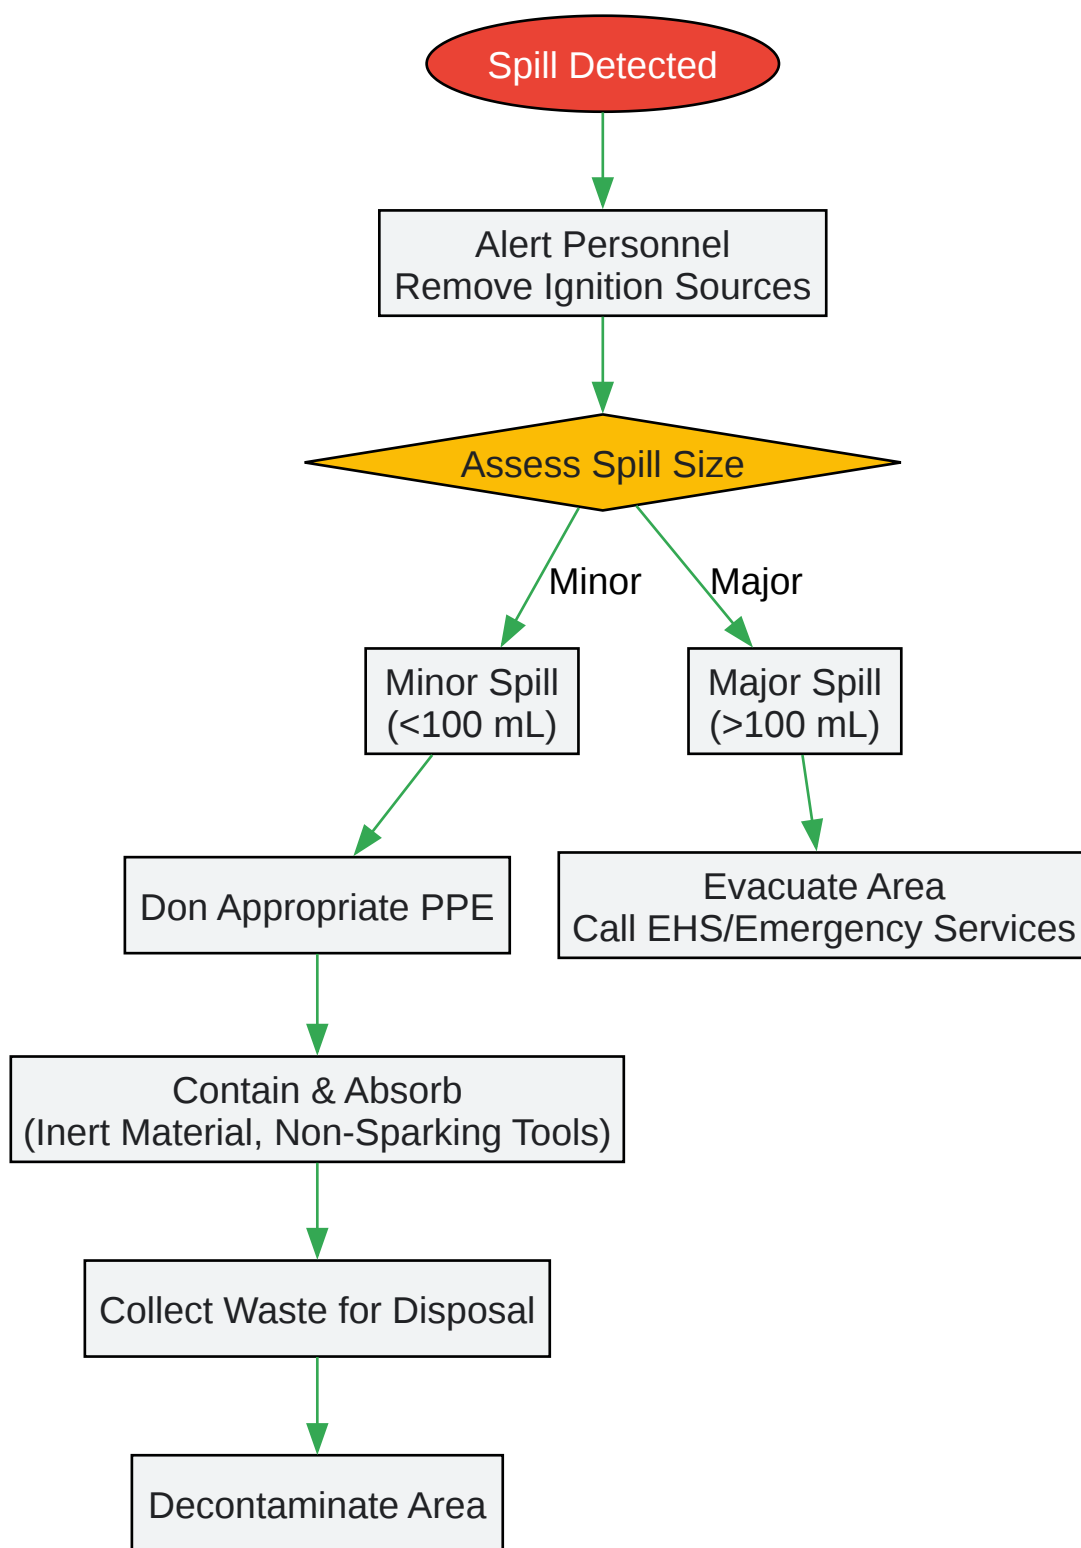 Spill Detected
Alert Personnel
Remove Ignition Sources
Assess Spill Size
Minor
Major
Minor Spill
(<100 mL)
Major Spill
(>100 mL)
Don Appropriate PPE
Evacuate Area
Call EHS/Emergency Services
Contain & Absorb
(Inert Material, Non-Sparking Tools)
Collect Waste for Disposal
Decontaminate Area